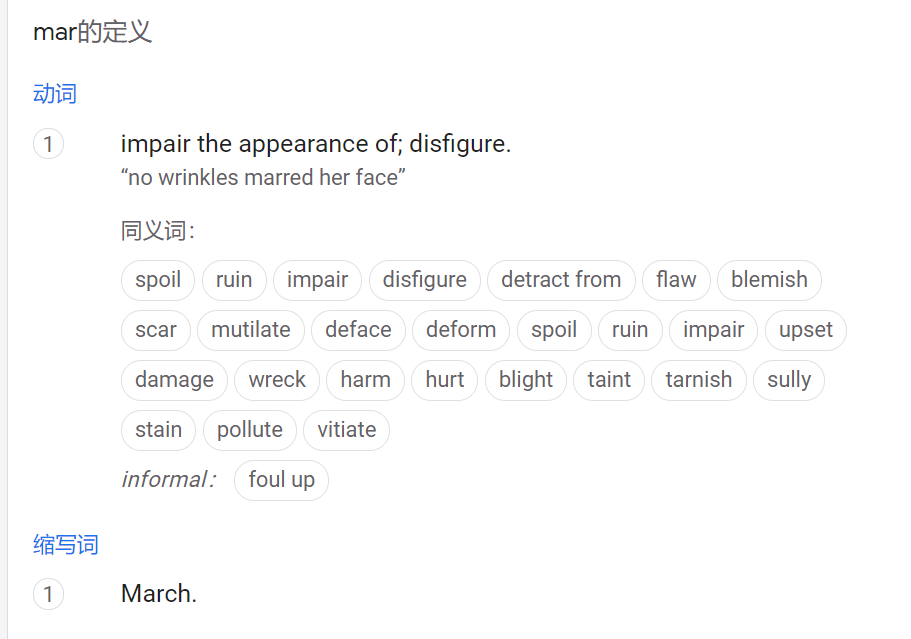 mar的定义
动词
1 impair the appearance of; disfigure.
“no wrinkles marred her face”
同义词：
spoil ruin impair disfigure detract from flaw blemish
scar mutilate deface deform spoil ruin impair upset
damage wreck harm hurt blight taint tarnish sully
stain pollute vitiate
informal： foul up
缩写词
1 March.